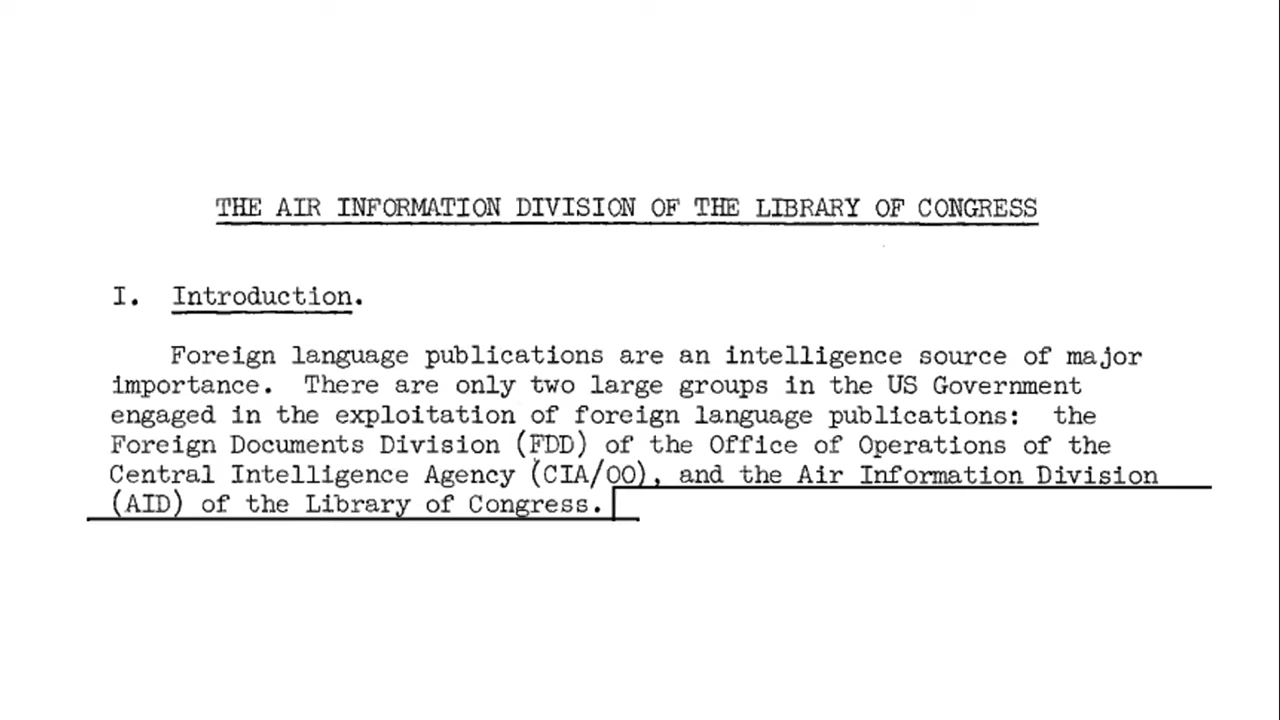 THE AIR INFORMATION DIVISION OF THE LIBRARY OF CONGRESS
I. Introduction.
Foreign language publications are an intelligence source of major
importance. There are only two large groups in the US Government
engaged in the exploitation of foreign language publications: the
Foreign Documents Division (FDD) of the Office of Operations of the
Central Intelligence Agency (CIA/OO), and the Air Information Division
(AID) of the Library of Congress.